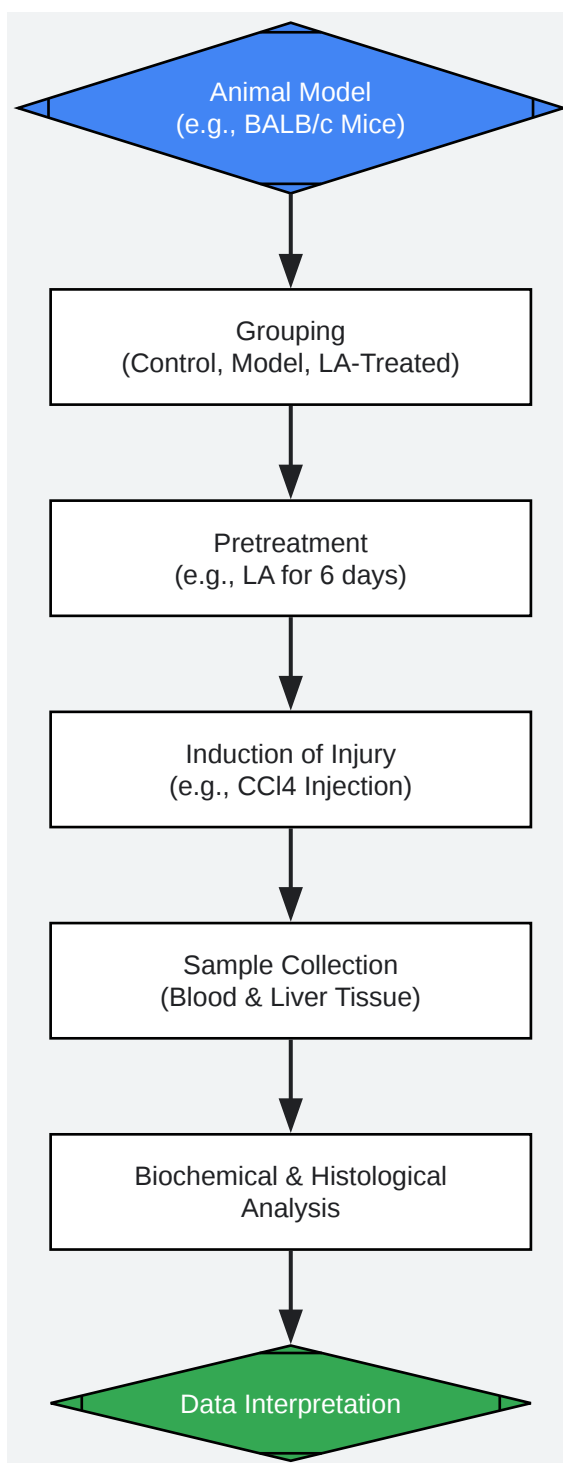 Animal Model
(e.g., BALB/c Mice)
Grouping
(Control, Model, LA-Treated)
Pretreatment
(e.g., LA for 6 days)
Induction of Injury
(e.g., CCl4 Injection)
Sample Collection
(Blood & Liver Tissue)
Biochemical & Histological
Analysis
Data Interpretation